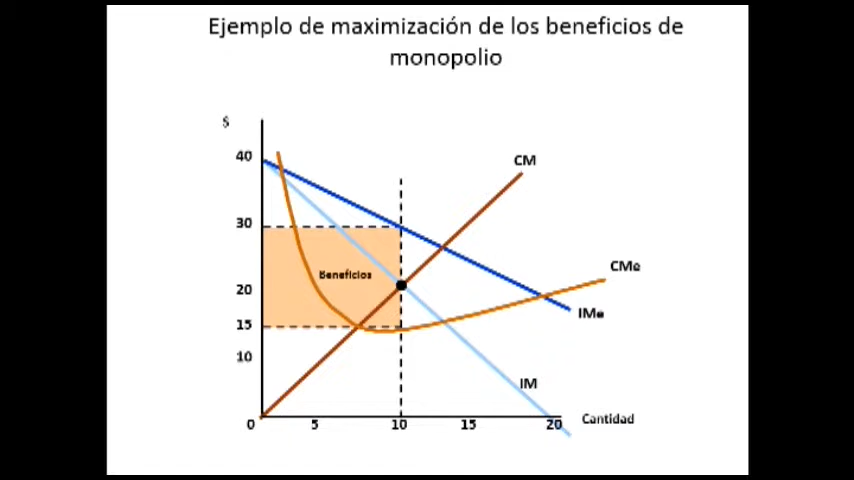 Ejemplo de maximización de los beneficios de
monopolio
$
40
CM
30
CMe
Beneficios
20
IMe
15
10
IM
0 5 10 15 20 Cantidad